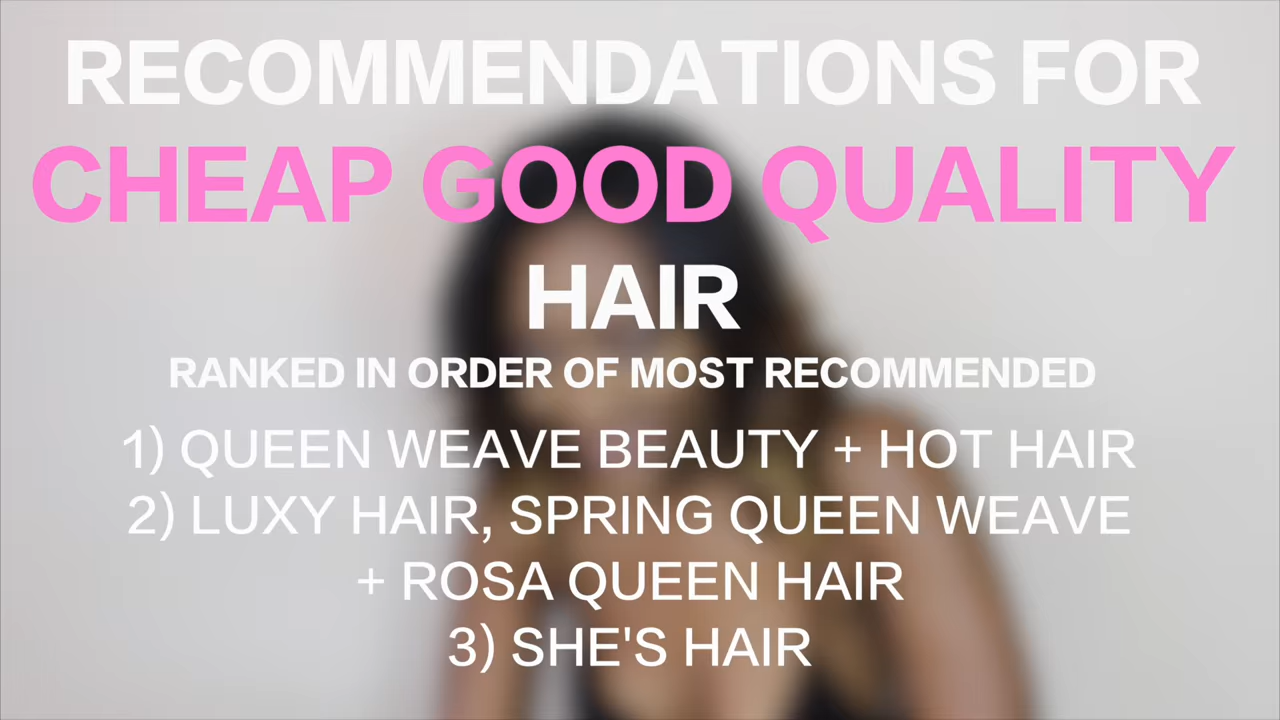 RECOMMENDATIONS FOR
CHEAP GOOD QUALITY
HAIR
RANKED IN ORDER OF MOST RECOMMENDED
1) QUEEN WEAVE BEAUTY + HOT HAIR
2) LUXY HAIR, SPRING QUEEN WEAVE
+ ROSA QUEEN HAIR
3) SHE'S HAIR